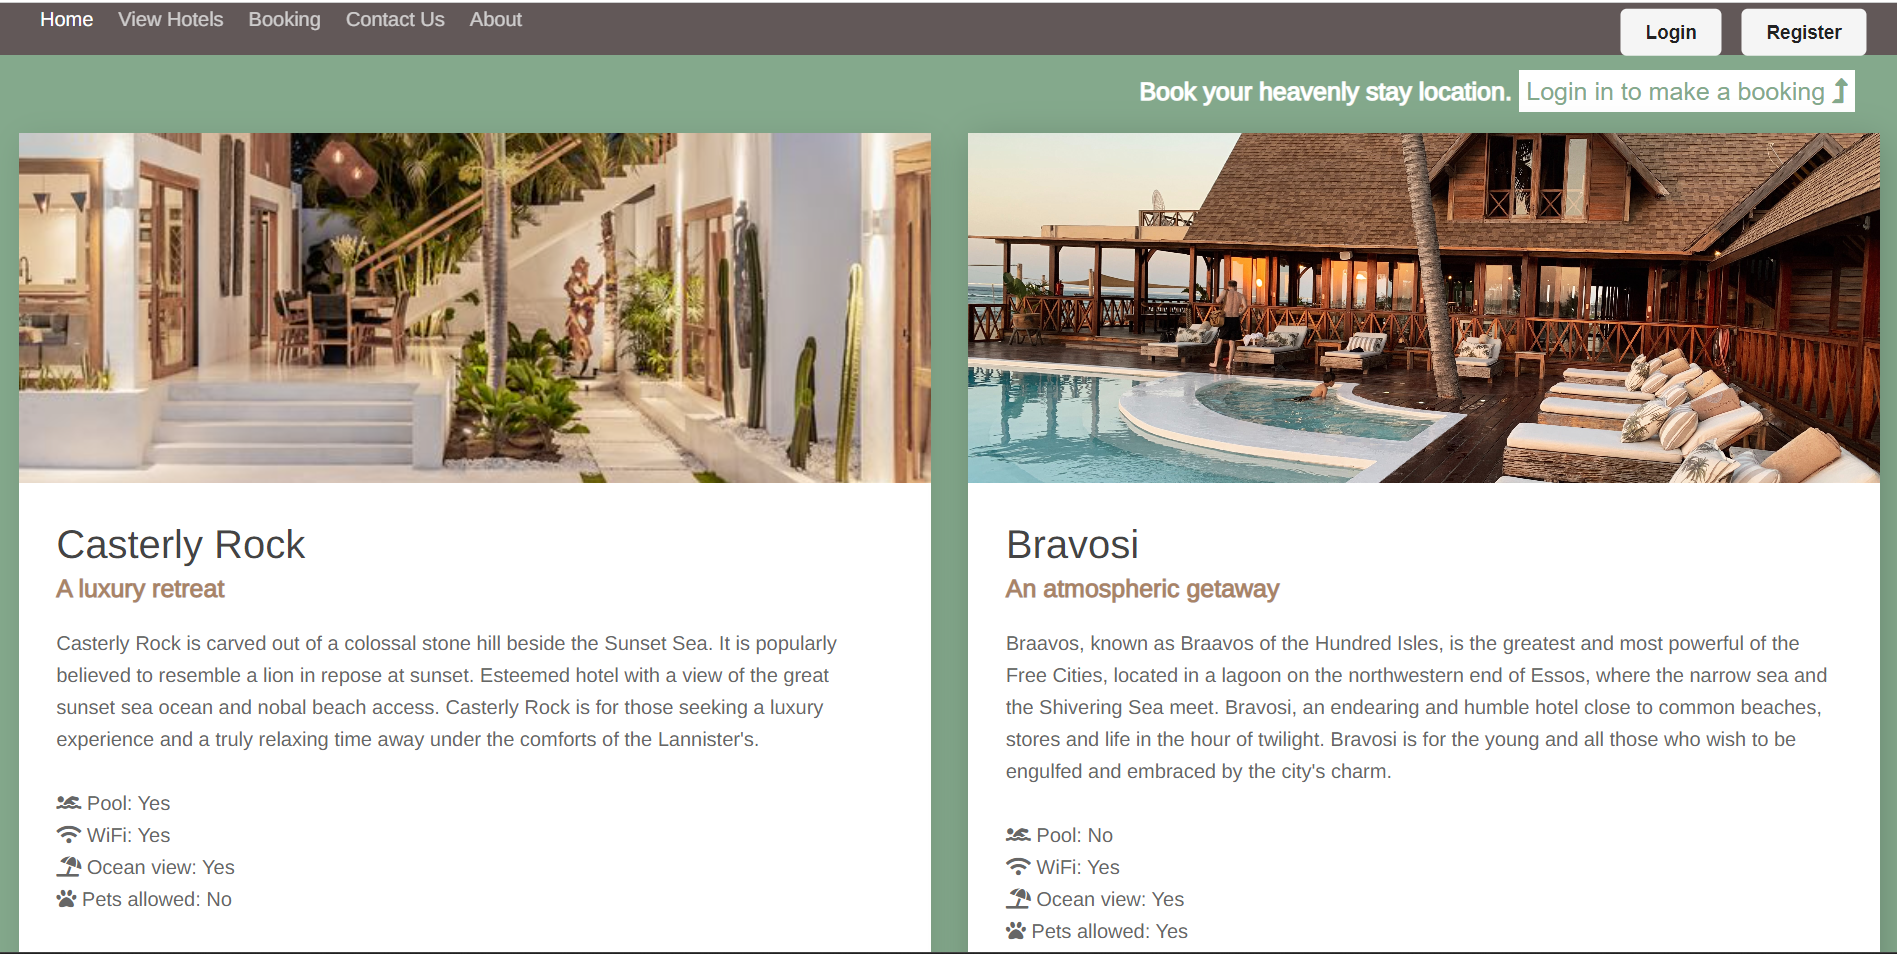 Home View Hotels Booking Contact Us About Login Register
Book your heavenly stay location. Login in to make a booking
Casterly Rock
A luxury retreat
Casterly Rock is carved out of a colossal stone hill beside the Sunset Sea. It is popularly
believed to resemble a lion in repose at sunset. Esteemed hotel with a view of the great
sunset sea ocean and nobal beach access. Casterly Rock is for those seeking a luxury
experience and a truly relaxing time away under the comforts of the Lannister's.
Pool: Yes
WiFi: Yes
Ocean view: Yes
Pets allowed: No
Bravosi
An atmospheric getaway
Braavos, known as Braavos of the Hundred Isles, is the greatest and most powerful of the
Free Cities, located in a lagoon on the northwestern end of Essos, where the narrow sea and
the Shivering Sea meet. Bravosi, an endearing and humble hotel close to common beaches,
stores and life in the hour of twilight. Bravosi is for the young and all those who wish to be
engulfed and embraced by the city's charm.
Pool: No
WiFi: Yes
Ocean view: Yes
Pets allowed: Yes